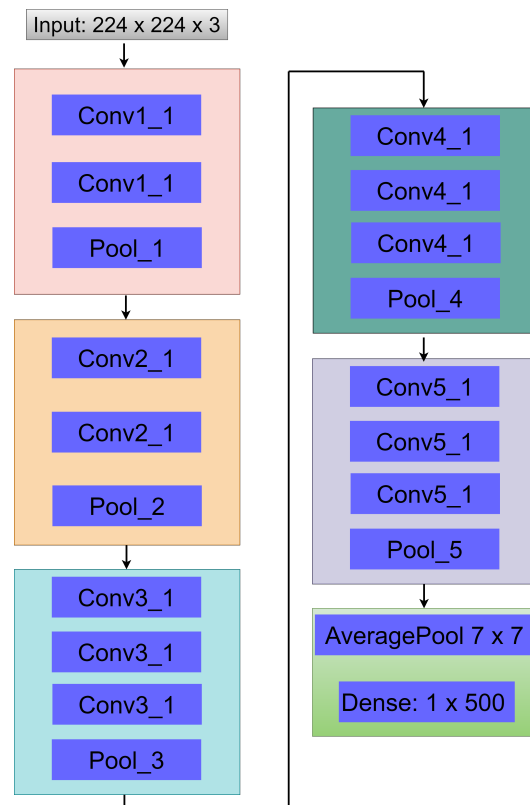 Input: 224 x 224 x 3
Conv1_1
Conv1_1
Pool_1
Conv2_1
Conv2_1
Pool_2
Conv3_1
Conv3_1
Conv3_1
Pool_3
Conv4_1
Conv4_1
Conv4_1
Pool_4
Conv5_1
Conv5_1
Conv5_1
Pool_5
AveragePool 7 x 7
Dense: 1 x 500